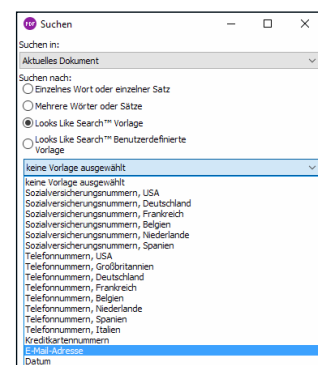 PDF Suchen
Suchen in:
Aktuelles Dokument
Suchen nach:
Einzelnes Wort oder einzelner Satz
Mehrere Wörter oder Sätze
Looks Like Search™ Vorlage
Looks Like Search™ Benutzerdefinierte
Vorlage
keine Vorlage ausgewählt
keine Vorlage ausgewählt
Sozialversicherungsnummern, USA
Sozialversicherungsnummern, Deutschland
Sozialversicherungsnummern, Frankreich
Sozialversicherungsnummern, Belgien
Sozialversicherungsnummern, Niederlande
Sozialversicherungsnummern, Spanien
Telefonnummern, USA
Telefonnummern, Großbritannien
Telefonnummern, Deutschland
Telefonnummern, Frankreich
Telefonnummern, Belgien
Telefonnummern, Niederlande
Telefonnummern, Spanien
Telefonnummern, Italien
Kreditkartennummern
E-Mail-Adresse
Datum